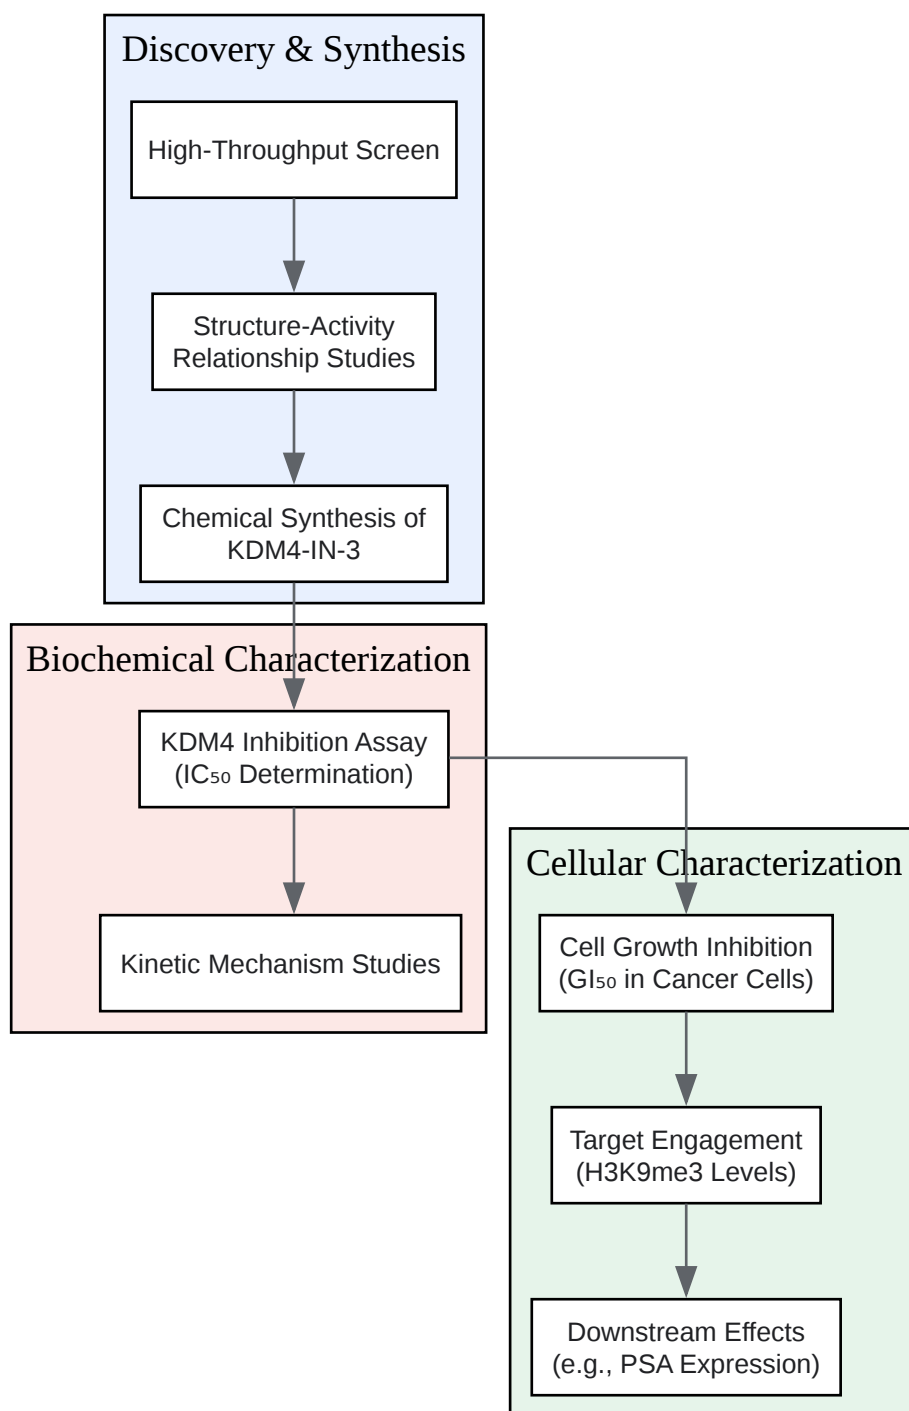 Discovery & Synthesis
High-Throughput Screen
Structure-Activity
Relationship Studies
Chemical Synthesis of
KDM4-IN-3
Biochemical Characterization
KDM4 Inhibition Assay
(IC₅₀ Determination)
Kinetic Mechanism Studies
Cellular Characterization
Cell Growth Inhibition
(GI₅₀ in Cancer Cells)
Target Engagement
(H3K9me3 Levels)
Downstream Effects
(e.g., PSA Expression)